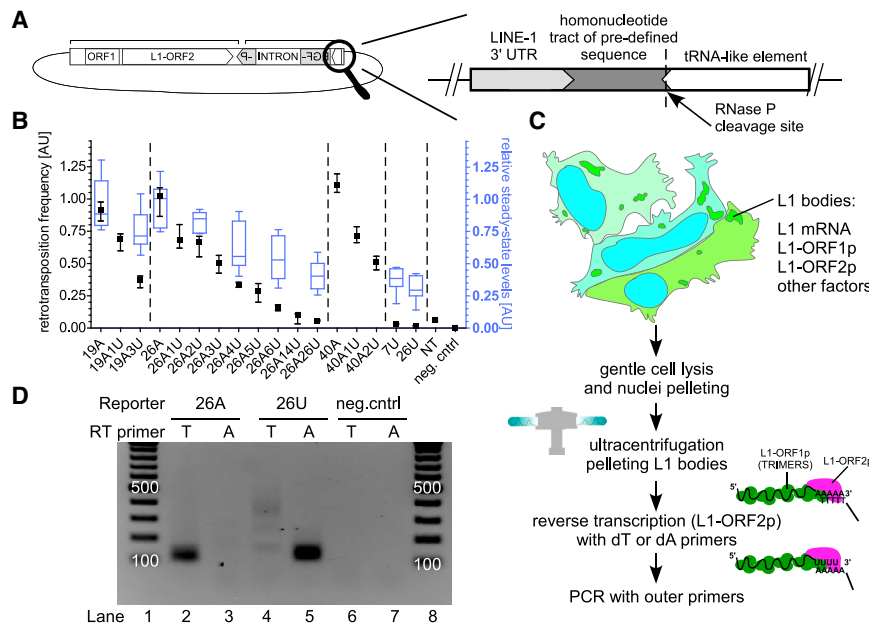 A
ORF1
L1-ORF2
-P
INTRON
EGF-
LINE-1
3' UTR
homonucleotide
tract of pre-defined
sequence
tRNA-like element
RNase P
cleavage site
B
retrotransposition frequency [AU]
1.25
1.00
0.75
0.50
0.25
0.00
1.25
1.00
0.75
0.50
0.25
0.00
relative steady-state levels [AU]
19A
19A1U
19A3U
26A
26A1U
26A2U
26A3U
26A4U
26A5U
26A6U
26A14U
26A26U
40A
40A1U
40A2U
7U
26U
NT
neg. cntrl
C
L1 bodies:
L1 mRNA
L1-ORF1p
L1-ORF2p
other factors
gentle cell lysis
and nuclei pelleting
ultracentrifugation
pelleting L1 bodies
reverse transcription (L1-ORF2p)
with dT or dA primers
PCR with outer primers
L1-ORF1p
(TRIMERS)
L1-ORF2p
5'
AAAAA 3'
TTTTT
5'
UUUU 3'
AAAAA
D
Reporter 26A 26U neg.cntrl
RT primer T A T A T A
500 500
100 100
Lane 1 2 3 4 5 6 7 8